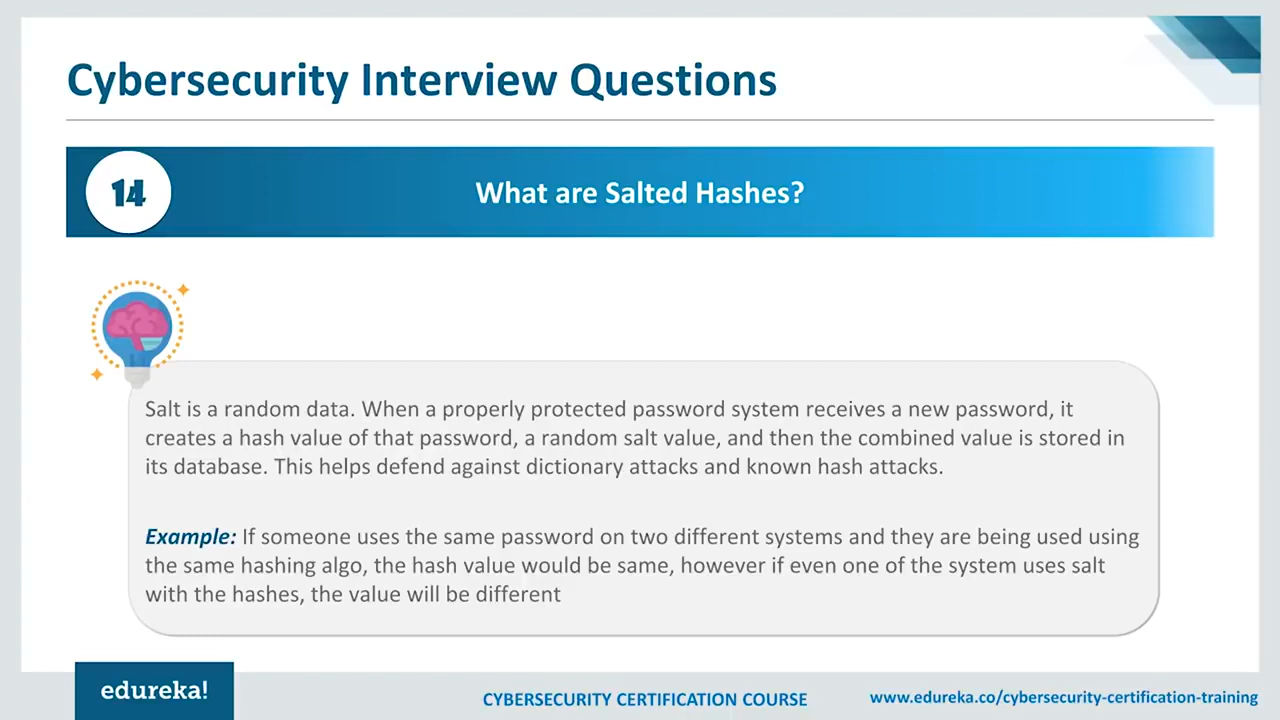 Cybersecurity Interview Questions
14
What are Salted Hashes?
Salt is a random data. When a properly protected password system receives a new password, it
creates a hash value of that password, a random salt value, and then the combined value is stored in
its database. This helps defend against dictionary attacks and known hash attacks.
Example: If someone uses the same password on two different systems and they are being used using
the same hashing algo, the hash value would be same, however if even one of the system uses salt
with the hashes, the value will be different
edureka!
CYBERSECURITY CERTIFICATION COURSE
www.edureka.co/cybersecurity-certification-training